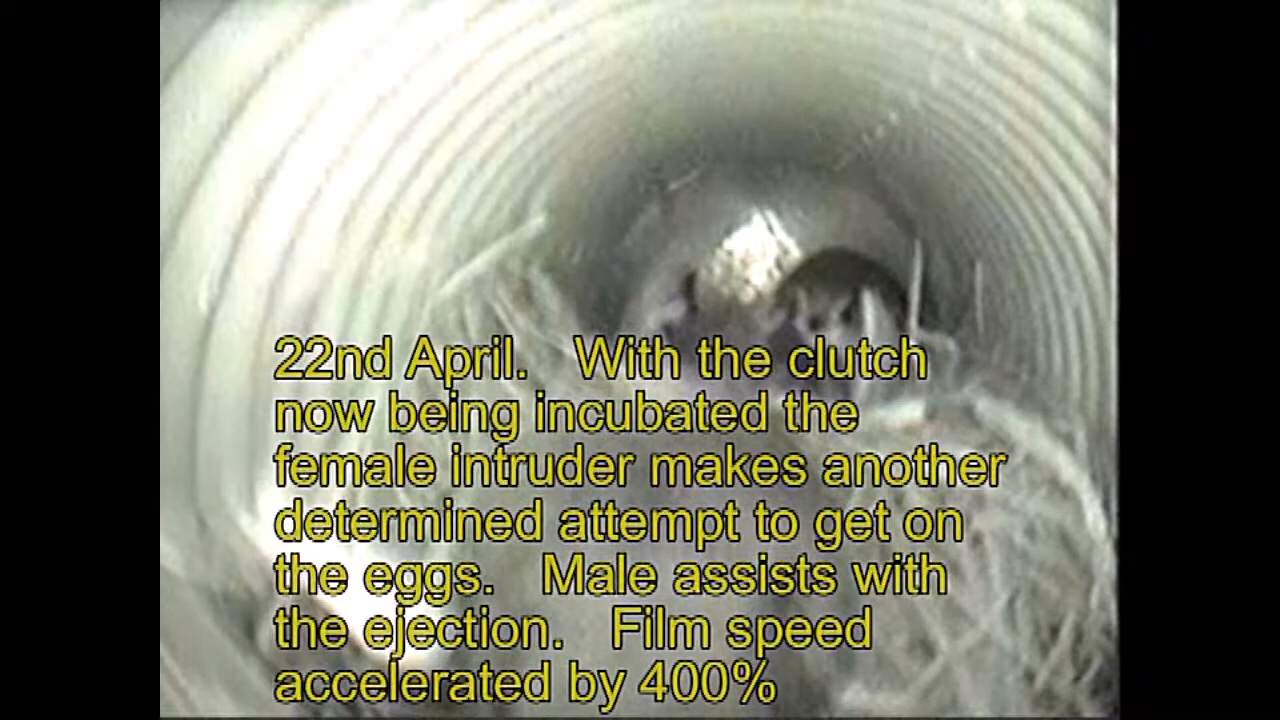 22nd April.   With the clutch
now being incubated the
female intruder makes another
determined attempt to get on
the eggs.   Male assists with
the ejection.   Film speed
accelerated by 400%